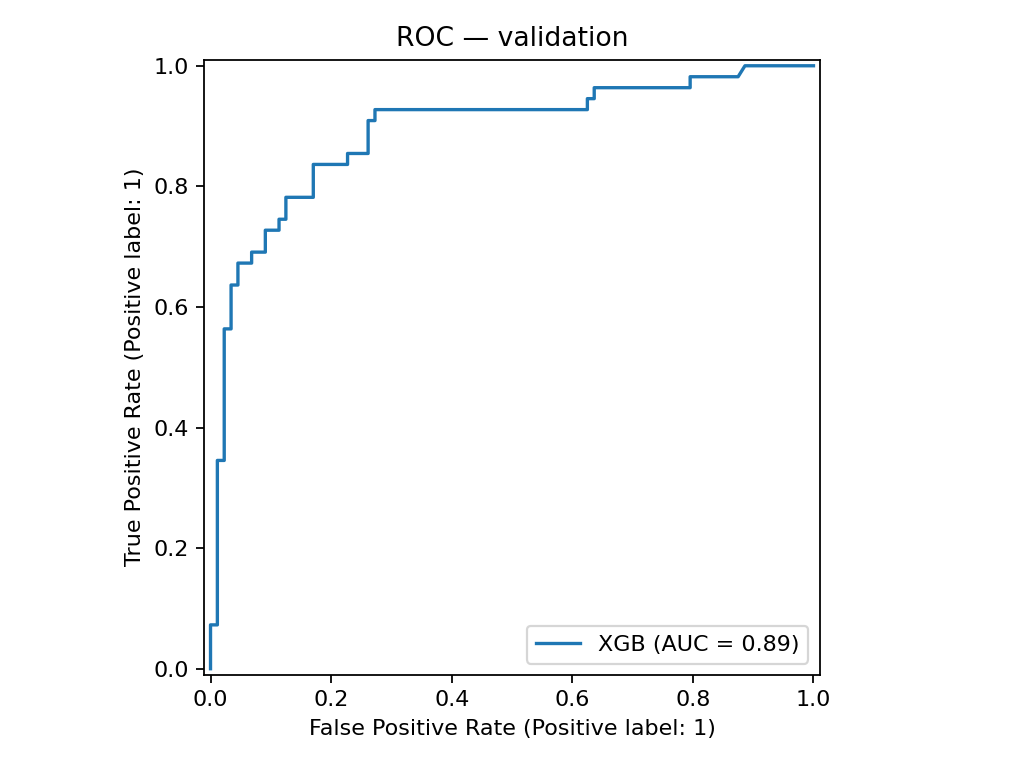 ROC — validation
True Positive Rate (Positive label: 1)
1.0
0.8
0.6
0.4
0.2
0.0
XGB (AUC = 0.89)
0.0 0.2 0.4 0.6 0.8 1.0
False Positive Rate (Positive label: 1)